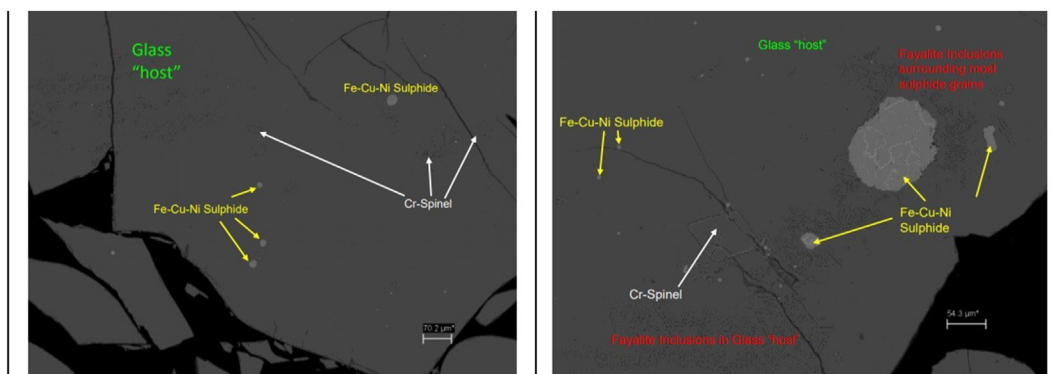 Glass
"host"
Fe-Cu-Ni Sulphide
Cr-Spinel
Fe-Cu-Ni Sulphide
70.2 µm*
Glass "host"
Fayalite Inclusions
surrounding most
sulphide grains
Fe-Cu-Ni Sulphide
Fe-Cu-Ni
Sulphide
Cr-Spinel
54.3 µm*
Fayalite Inclusions in Glass "host"